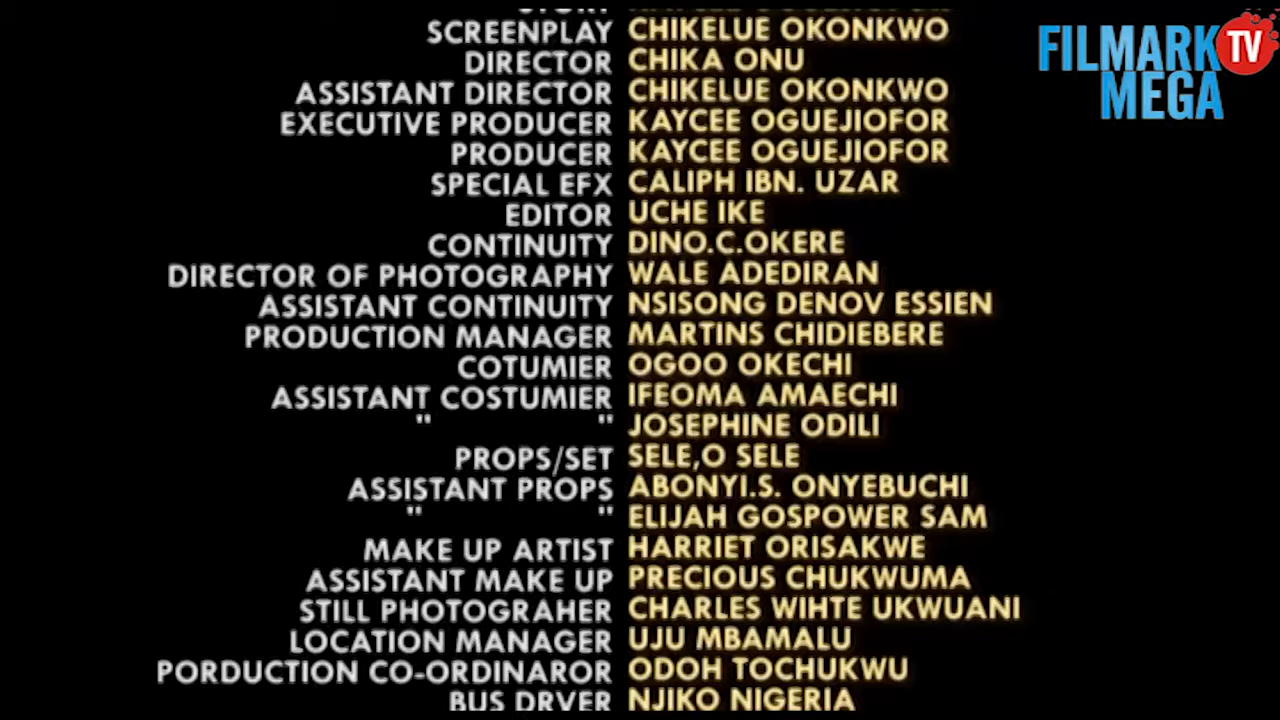 STORY
SCREENPLAY CHIKELUE OKONKWO
DIRECTOR CHIKA ONU
ASSISTANT DIRECTOR CHIKELUE OKONKWO
EXECUTIVE PRODUCER KAYCEE OGUEJIOFOR
PRODUCER KAYCEE OGUEJIOFOR
SPECIAL EFX CALIPH IBN. UZAR
EDITOR UCHE IKE
CONTINUITY DINO.C.OKERE
DIRECTOR OF PHOTOGRAPHY WALE ADEDIRAN
ASSISTANT CONTINUITY NSISONG DENOV ESSIEN
PRODUCTION MANAGER MARTINS CHIDIEBERE
COTUMIER OGOO OKECHI
ASSISTANT COSTUMIER IFEOMA AMAECHI
" " JOSEPHINE ODILI
PROPS/SET SELE,O SELE
ASSISTANT PROPS ABONYI.S. ONYEBUCHI
" " ELIJAH GOSPOWER SAM
MAKE UP ARTIST HARRIET ORISAKWE
ASSISTANT MAKE UP PRECIOUS CHUKWUMA
STILL PHOTOGRAHER CHARLES WIHTE UKWUANI
LOCATION MANAGER UJU MBAMALU
PORDUCTION CO-ORDINAROR ODOH TOCHUKWU
BUS DRVER NJIKO NIGERIA
FILMARK TV
MEGA